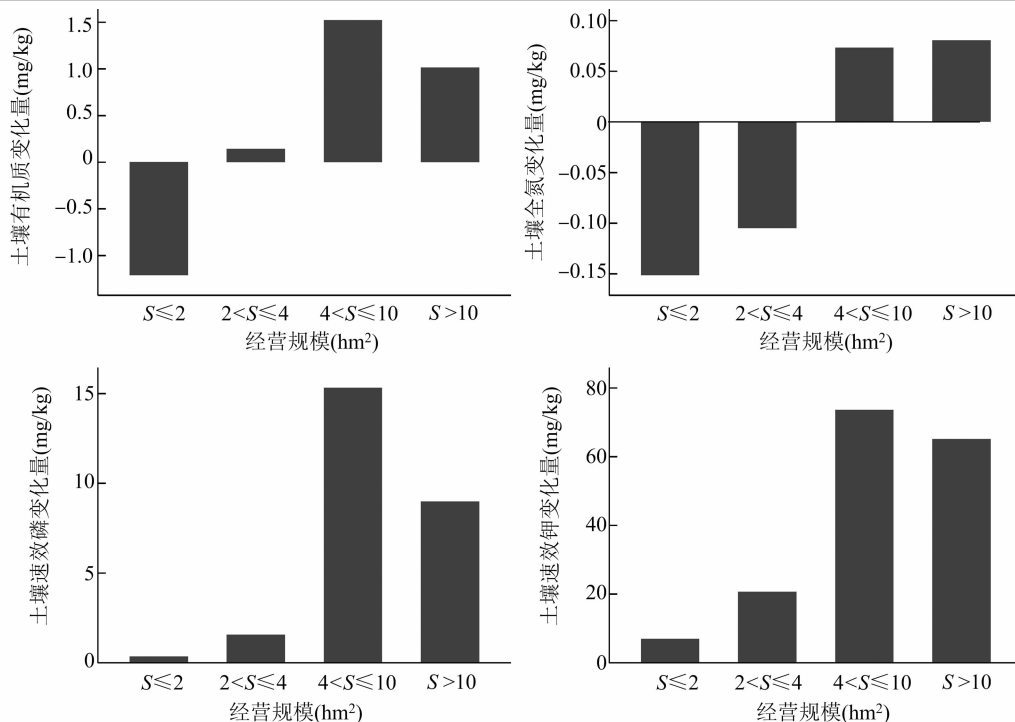 土壤有机质变化量(mg/kg)
1.5
1.0
0.5
0
−0.5
−1.0
S≤2 2<S≤4 4<S≤10 S>10
经营规模(hm²)
土壤全氮变化量(mg/kg)
0.10
0.05
0
−0.05
−0.10
−0.15
S≤2 2<S≤4 4<S≤10 S>10
经营规模(hm²)
土壤速效磷变化量(mg/kg)
15
10
5
0
S≤2 2<S≤4 4<S≤10 S>10
经营规模(hm²)
土壤速效钾变化量(mg/kg)
80
60
40
20
0
S≤2 2<S≤4 4<S≤10 S>10
经营规模(hm²)